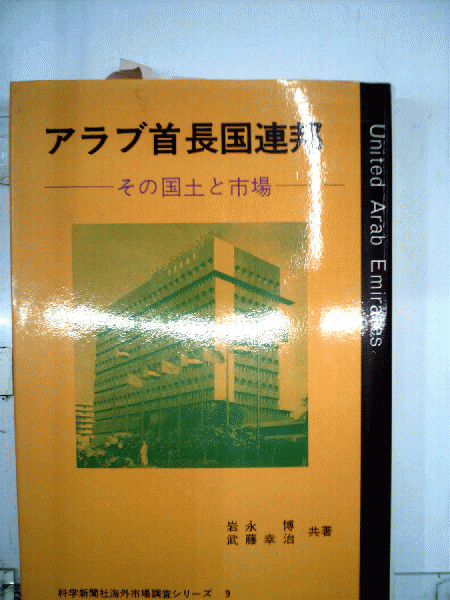 アラブ首長国連邦
その国土と市場
United Arab Emirates
岩永 博
武藤幸治 共著
科学新聞社海外市場調査シリーズ 9